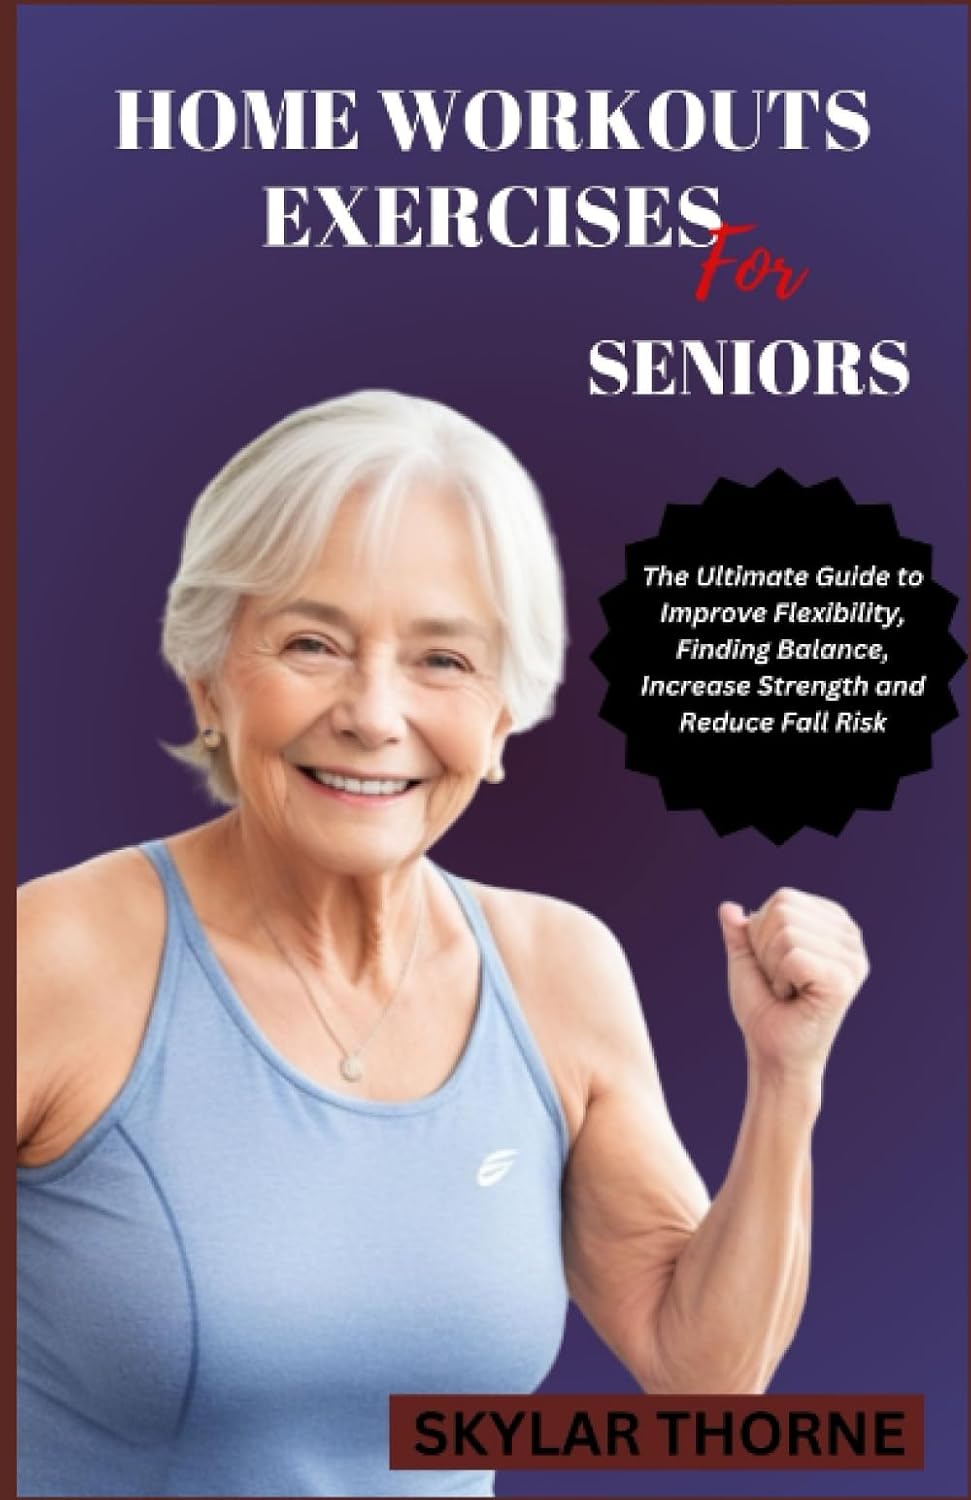 HOME WORKOUTS
EXERCISES
For
SENIORS
The Ultimate Guide to
Improve Flexibility,
Finding Balance,
Increase Strength and
Reduce Fall Risk
SKYLAR THORNE